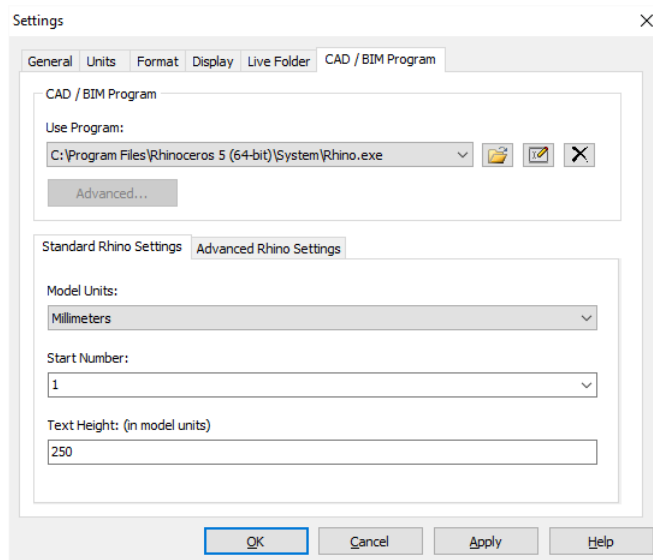 Settings
General Units Format Display Live Folder CAD / BIM Program
CAD / BIM Program
Use Program:
C:\Program Files\Rhinoceros 5 (64-bit)\System\Rhino.exe
Advanced...
Standard Rhino Settings Advanced Rhino Settings
Model Units:
Millimeters
Start Number:
1
Text Height: (in model units)
250
OK Cancel Apply Help